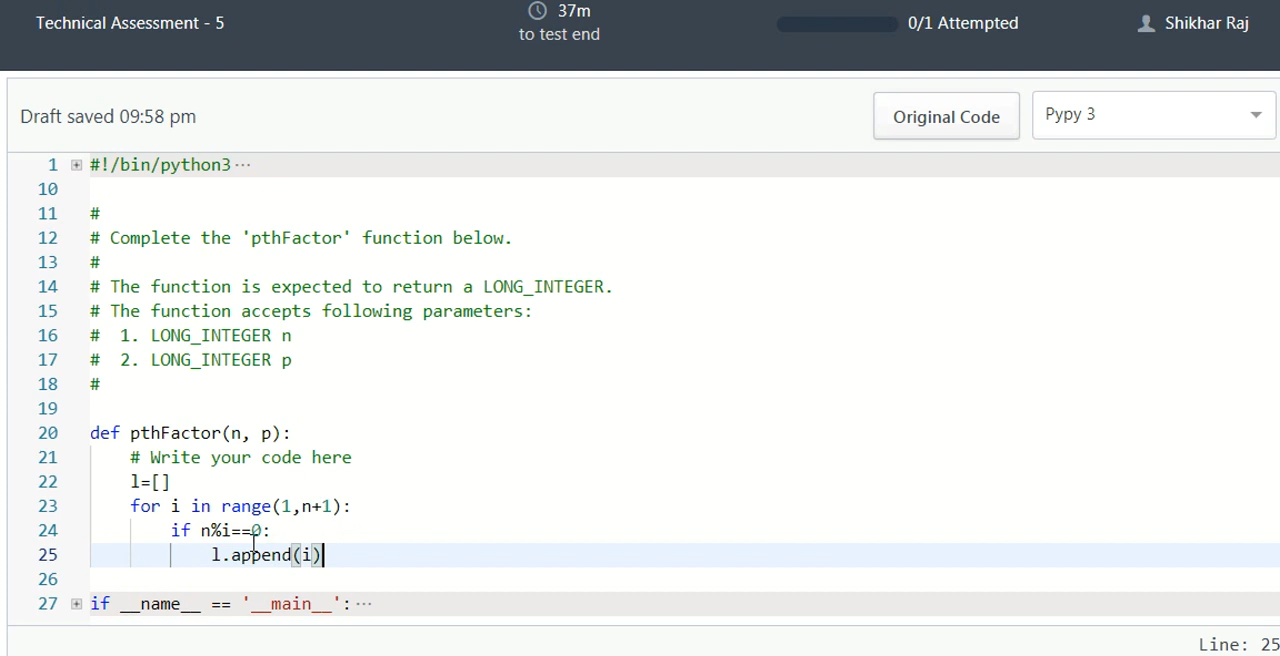 Technical Assessment - 5
37m
to test end
0/1 Attempted
Shikhar Raj
Draft saved 09:58 pm
Original Code
Pypy 3
1 #!/bin/python3···
10
11 #
12 # Complete the 'pthFactor' function below.
13 #
14 # The function is expected to return a LONG_INTEGER.
15 # The function accepts following parameters:
16 #  1. LONG_INTEGER n
17 #  2. LONG_INTEGER p
18 #
19
20 def pthFactor(n, p):
21     # Write your code here
22     l=[]
23     for i in range(1,n+1):
24         if n%i==0:
25             l.append(i)
26
27 if __name__ == '__main__':···
Line: 25